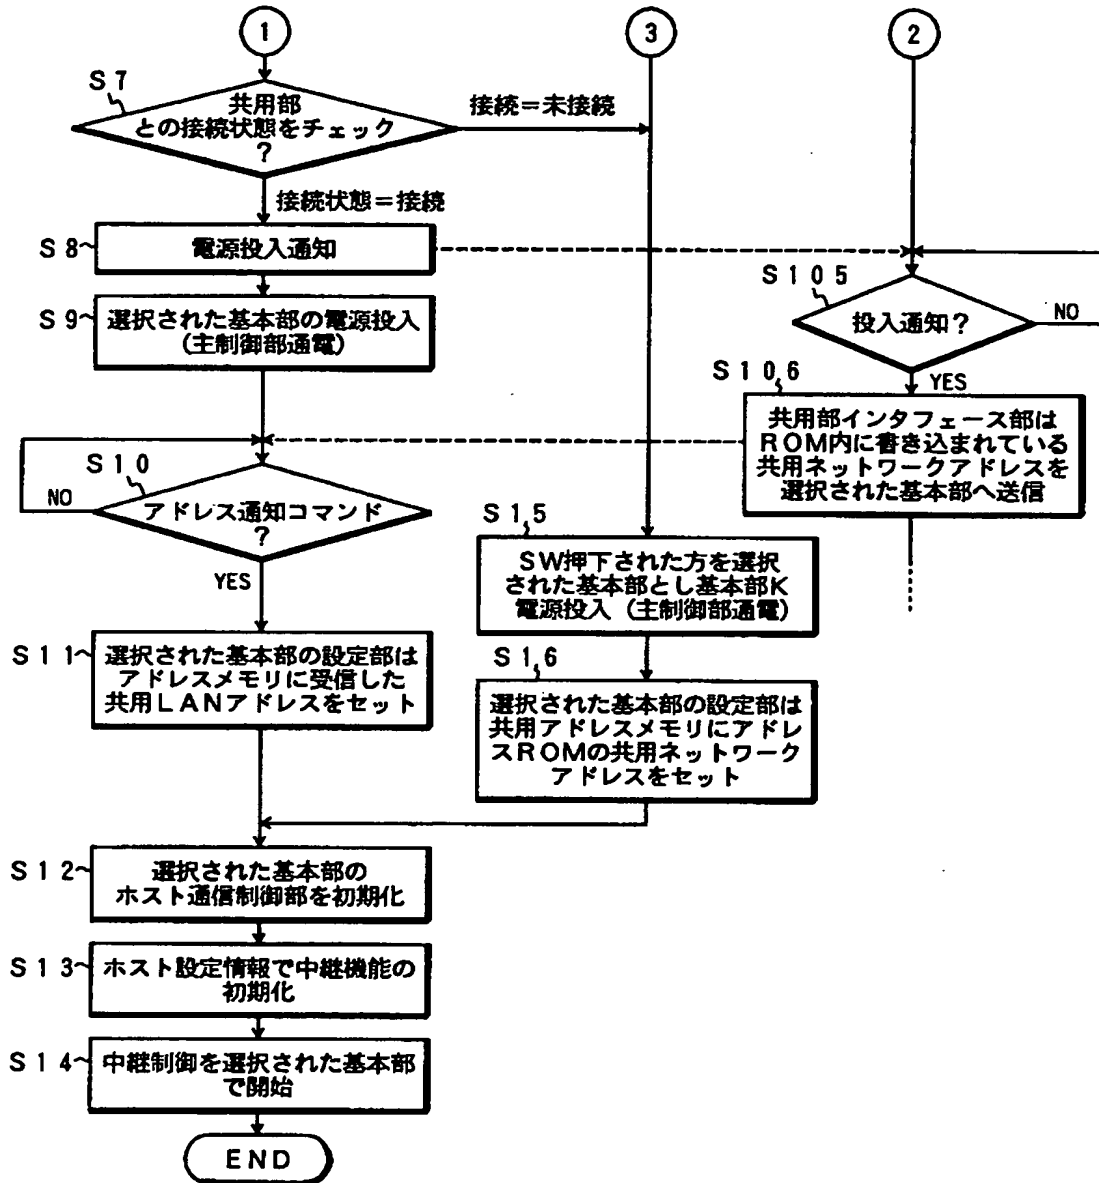 1
3
2
S7
共用部
との接続状態をチェック
?
接続=未接続
接続状態=接続
S8
電源投入通知
S9
選択された基本部の電源投入
(主制御部通電)
S105
投入通知?
NO
YES
S106
共用部インタフェース部は
ROM内に書き込まれている
共用ネットワークアドレスを
選択された基本部へ送信
S10
NO
アドレス通知コマンド
?
YES
S15
SW押下された方を選択
された基本部とし基本部K
電源投入(主制御部通電)
S11
選択された基本部の設定部は
アドレスメモリに受信した
共用LANアドレスをセット
S16
選択された基本部の設定部は
共用アドレスメモリにアドレ
スROMの共用ネットワーク
アドレスをセット
S12
選択された基本部の
ホスト通信制御部を初期化
S13
ホスト設定情報で中継機能の
初期化
S14
中継制御を選択された基本部
で開始
END